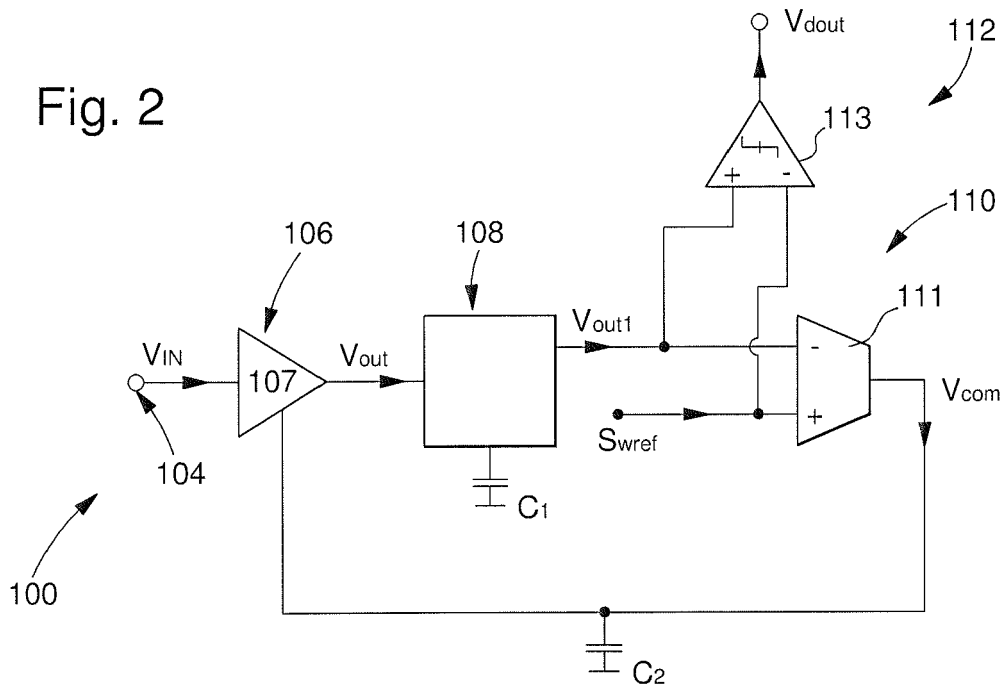 Fig. 2
Vdout
112
113
+ -
110
106
108
111
VIN
107
Vout
Vout1
-
Vcom
104
Swref
+
C1
100
C2